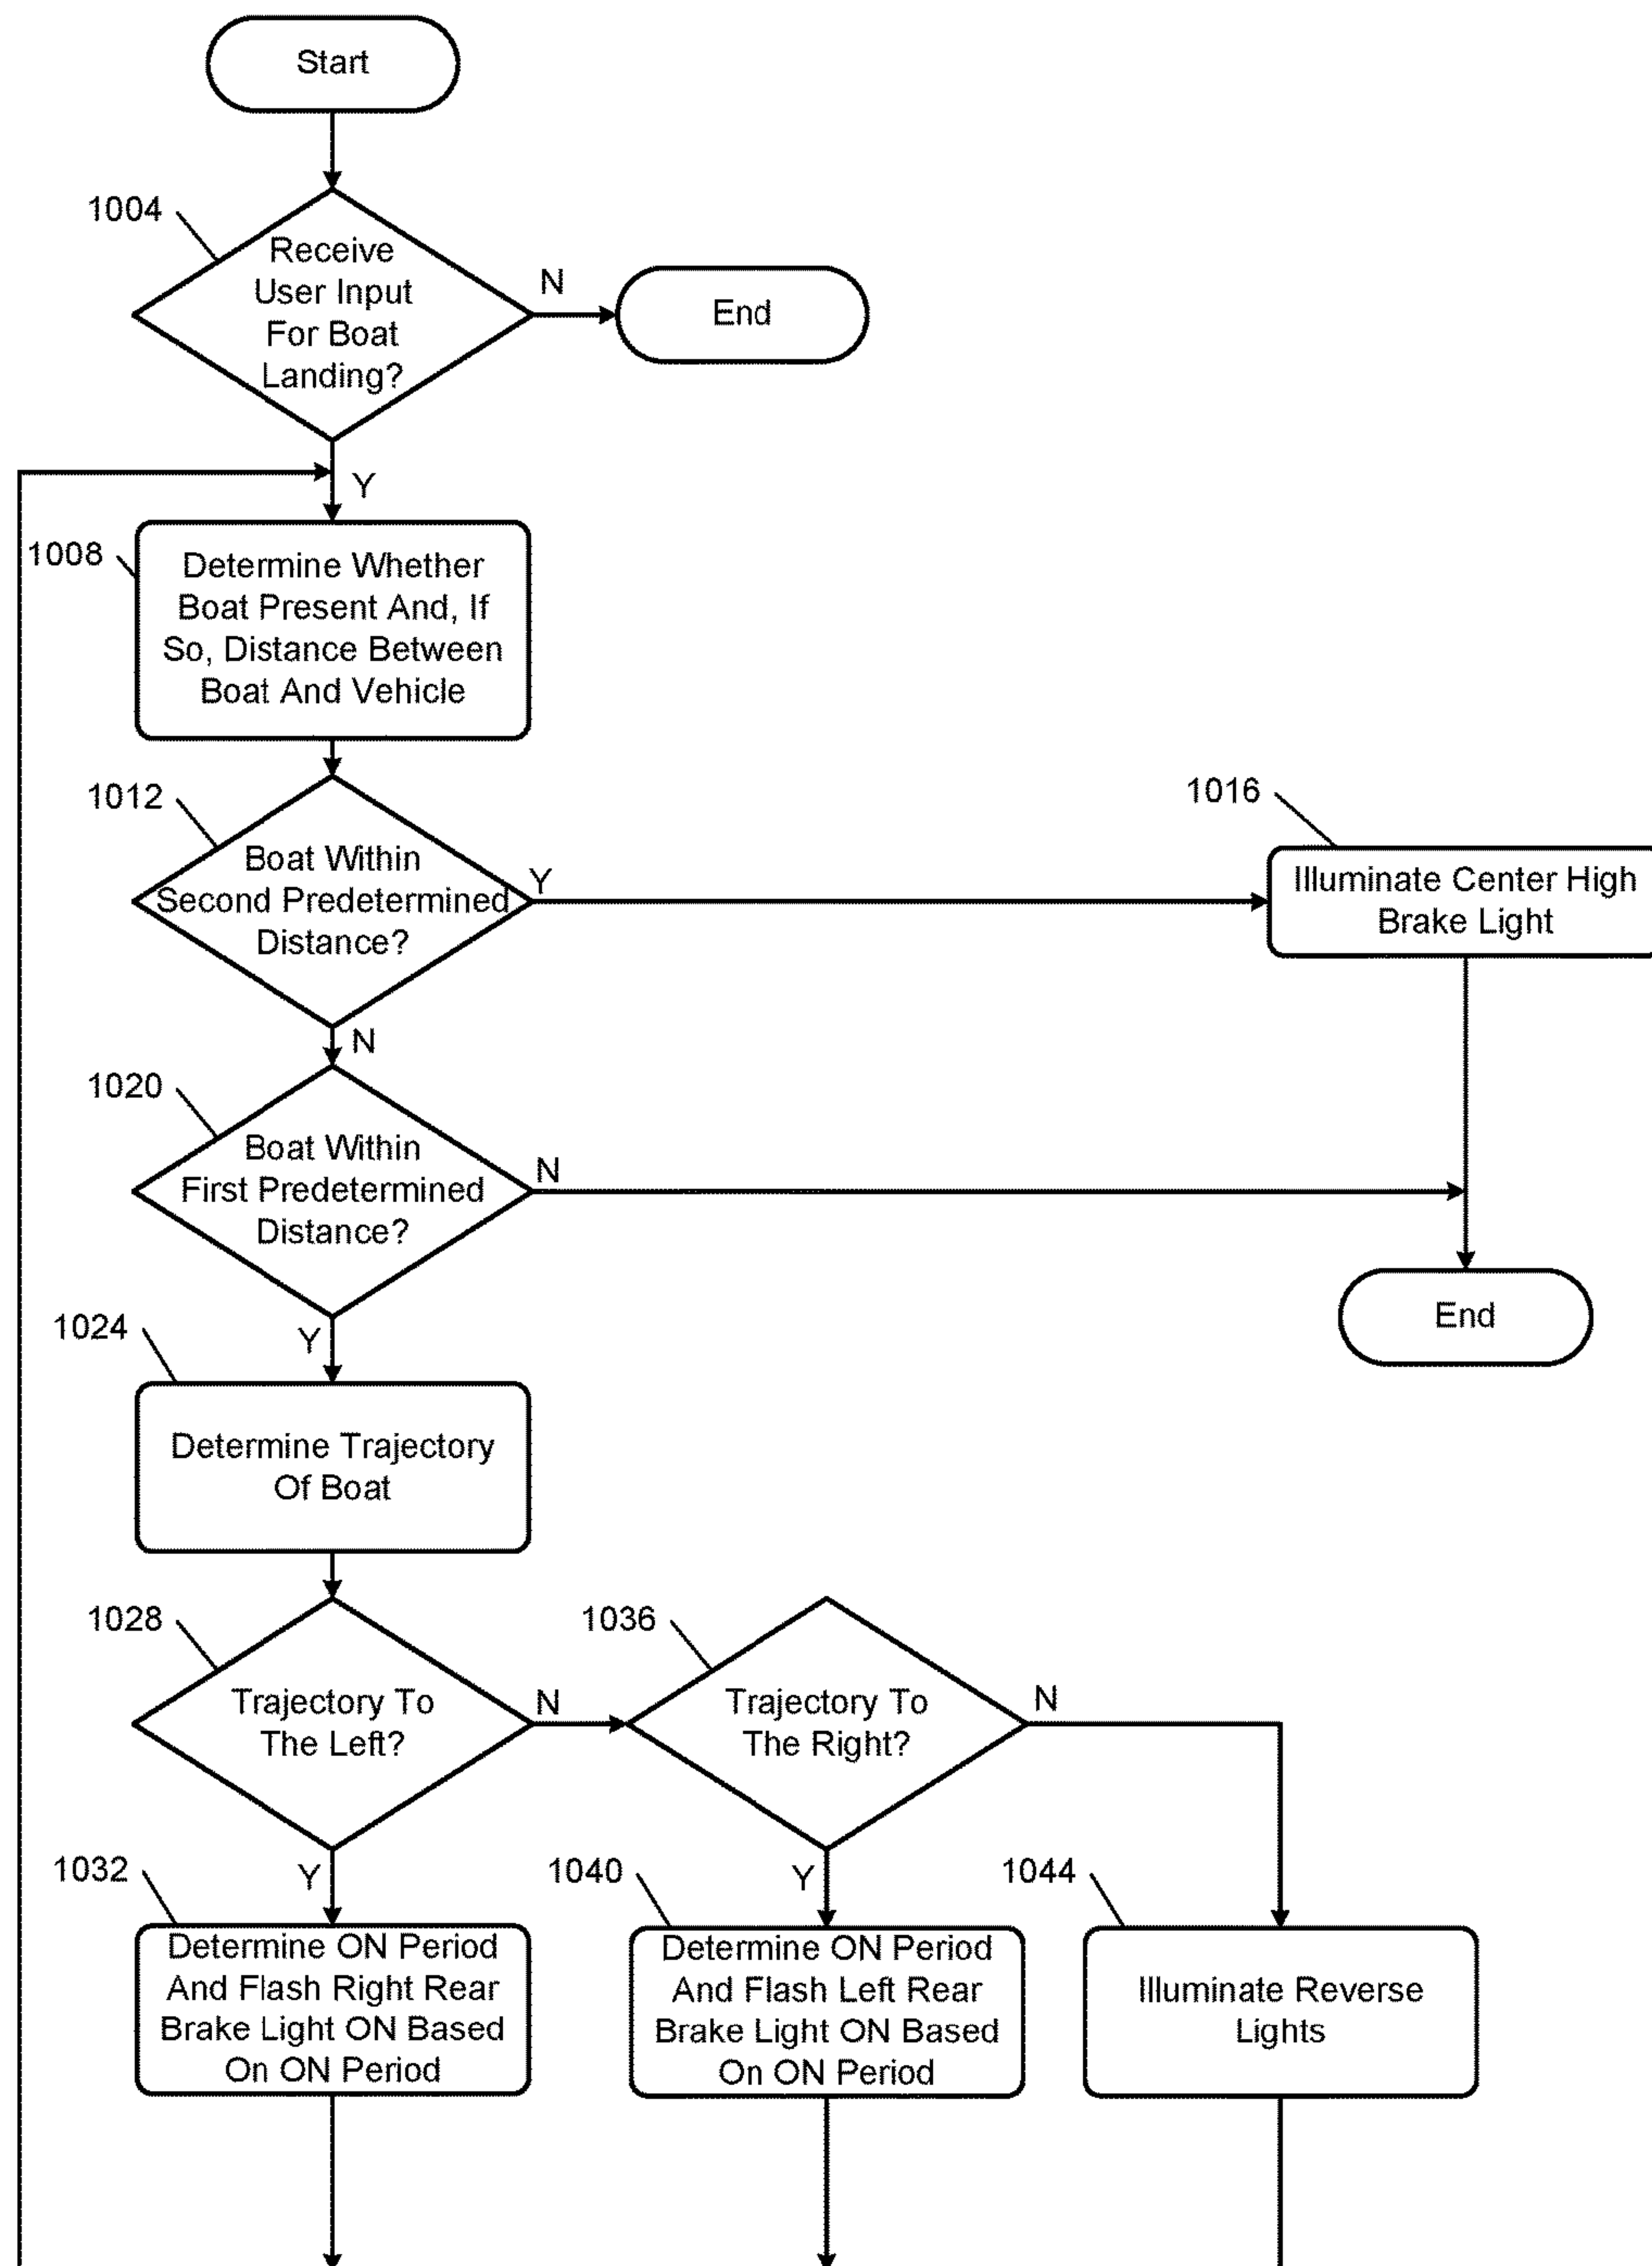 Start
1004
Receive
User Input
For Boat
Landing?
N
End
Y
1008
Determine Whether
Boat Present And, If
So, Distance Between
Boat And Vehicle
1012
Boat Within
Second Predetermined
Distance?
Y
1016
Illuminate Center High
Brake Light
N
1020
Boat Within
First Predetermined
Distance?
N
End
Y
1024
Determine Trajectory
Of Boat
1028
Trajectory To
The Left?
N
1036
Trajectory To
The Right?
N
Y
1032
Determine ON Period
And Flash Right Rear
Brake Light ON Based
On ON Period
Y
1040
Determine ON Period
And Flash Left Rear
Brake Light ON Based
On ON Period
1044
Illuminate Reverse
Lights